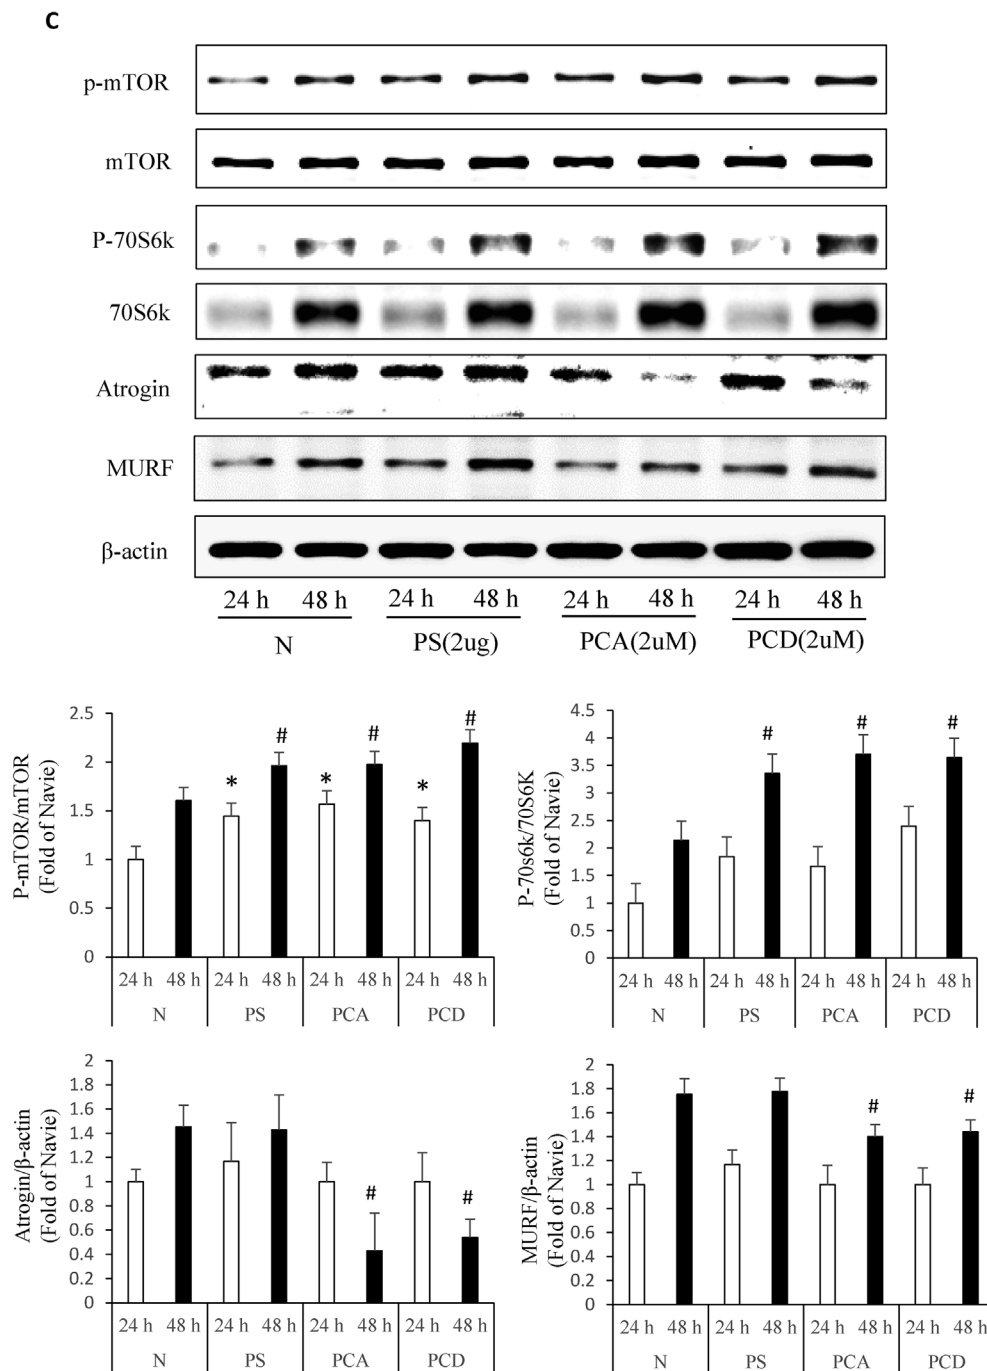 C
p-mTOR
mTOR
P-70S6k
70S6k
Atrogin
MURF
β-actin
24 h 48 h 24 h 48 h 24 h 48 h 24 h 48 h
N PS(2ug) PCA(2uM) PCD(2uM)
P-mTOR/mTOR
(Fold of Navie)
2.5
2
1.5
1
0.5
0
* * *
# # #
24 h 48 h 24 h 48 h 24 h 48 h 24 h 48 h
N PS PCA PCD
P-70s6k/70S6K
(Fold of Navie)
4.5
4
3.5
3
2.5
2
1.5
1
0.5
0
# # #
24 h 48 h 24 h 48 h 24 h 48 h 24 h 48 h
N PS PCA PCD
Atrogin/β-actin
(Fold of Navie)
2
1.8
1.6
1.4
1.2
1
0.8
0.6
0.4
0.2
0
# #
24 h 48 h 24 h 48 h 24 h 48 h 24 h 48 h
N PS PCA PCD
MURF/β-actin
(Fold of Navie)
2
1.8
1.6
1.4
1.2
1
0.8
0.6
0.4
0.2
0
# #
24 h 48 h 24 h 48 h 24 h 48 h 24 h 48 h
N PS PCA PCD